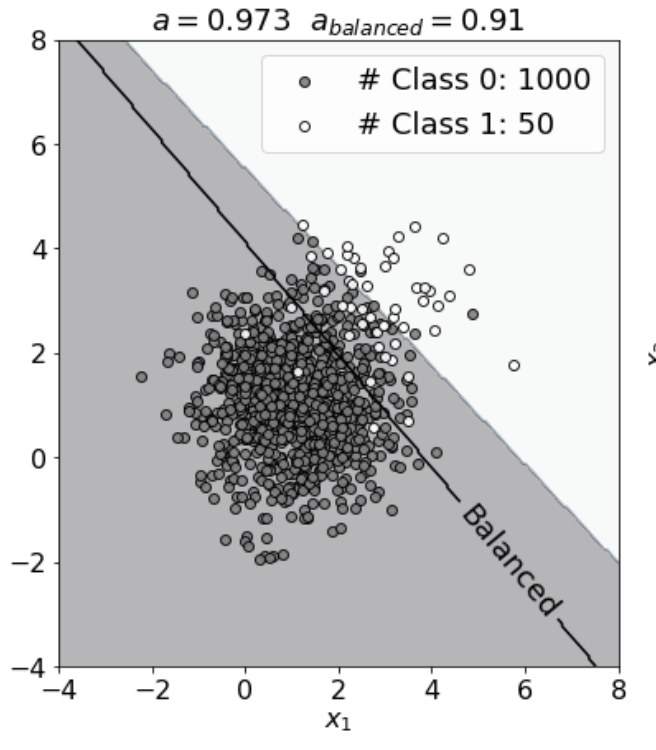 a = 0.973 a_balanced = 0.91
# Class 0: 1000
# Class 1: 50
8
6
4
2
0
−2
−4
Balanced
−4 −2 0 2 4 6 8
x₁